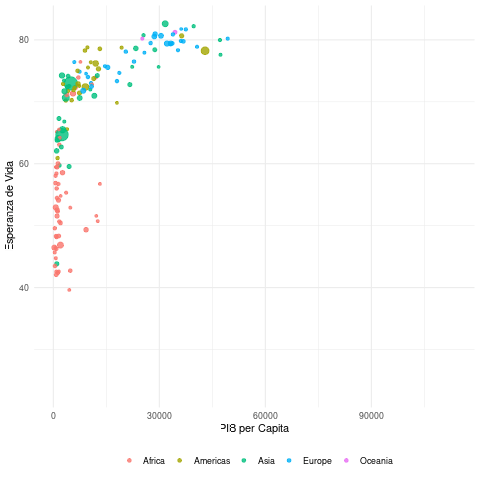 80
60
40
Esperanza de Vida
0
30000
60000
90000
PIB per Capita
Africa
Americas
Asia
Europe
Oceania